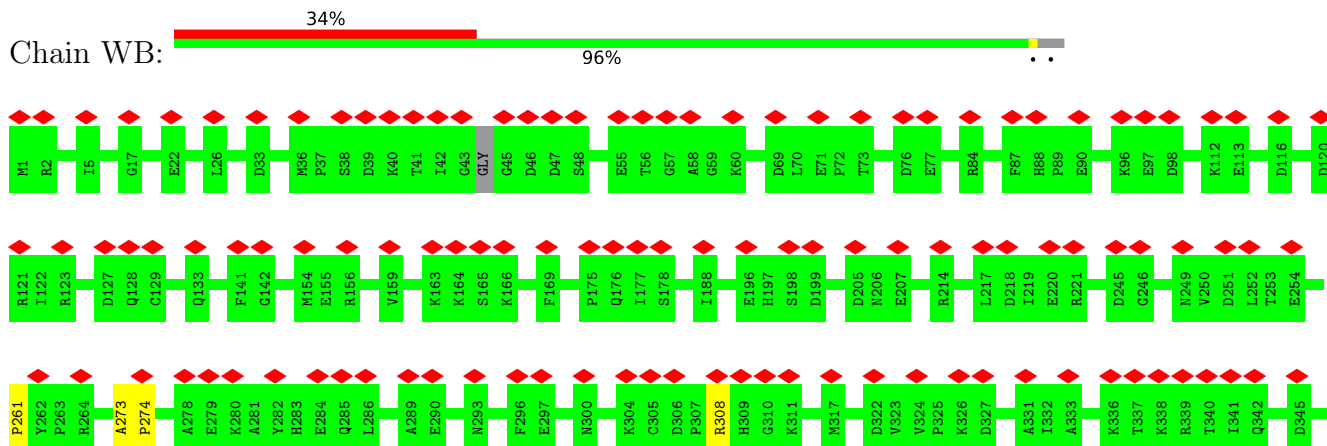 34%
Chain WB:
96%
. .
M1 R2 I5 G17 E22 L26 D33 M36 P37 S38 D39 K40 T41 I42 G43 GLY G45 D46 D47 S48 E55 T56 G57 A58 G59 K60 D69 L70 E71 P72 T73 D76 E77 R84 F87 H88 P89 E90 K96 E97 D98 K112 E113 D116 D120
R121 I122 R123 D127 Q128 C129 Q133 F141 G142 M154 E155 R156 V159 K163 K164 S165 K166 F169 P175 Q176 I177 S178 I188 E196 H197 S198 D199 D205 N206 E207 R214 L217 D218 I219 E220 R221 D245 G246 N249 V250 D251 L252 T253 E254
P261 Y262 P263 R264 A273 P274 A278 E279 K280 A281 Y282 H283 E284 Q285 L286 A289 E290 N293 F296 E297 N300 K304 C305 D306 P307 R308 H309 G310 K311 M317 D322 V323 V324 P325 K326 D327 A331 I332 A333 K336 T337 K338 R339 T340 I341 Q342 D345